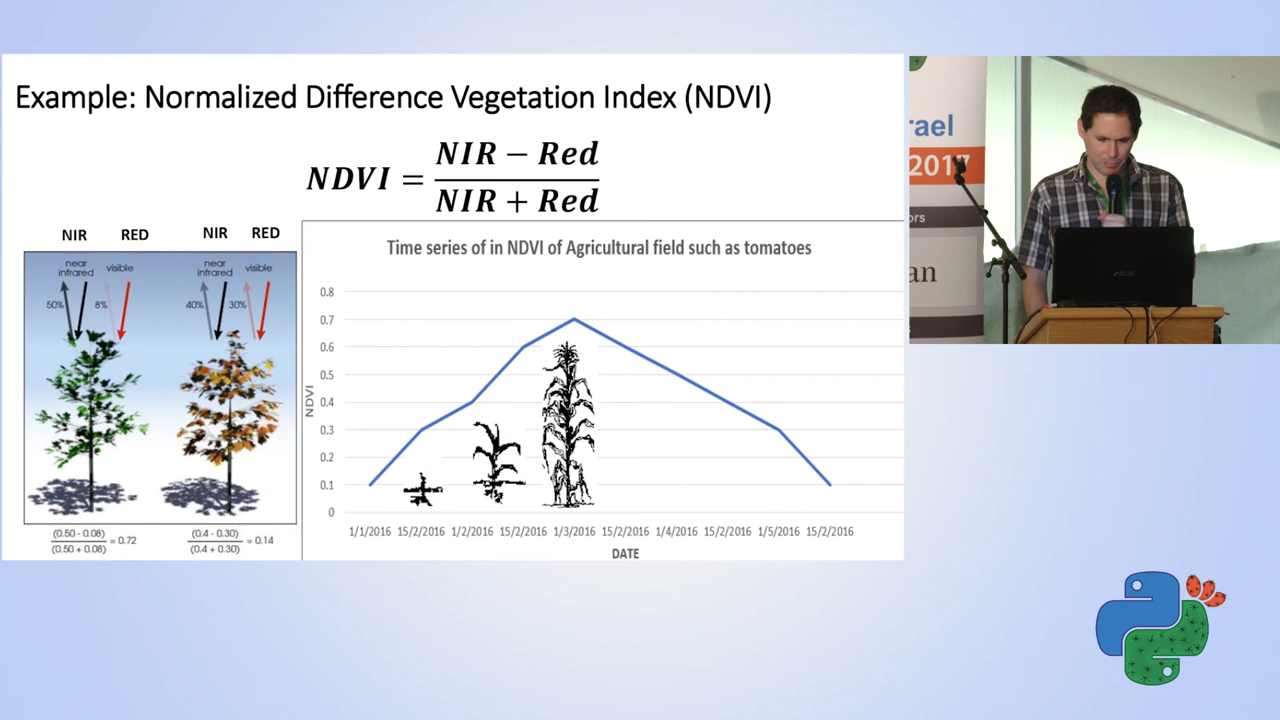 Example: Normalized Difference Vegetation Index (NDVI)
NDVI = NIR − Red
NIR + Red
NIR RED NIR RED
near infrared visible near infrared visible
50% 8% 40% 30%
(0.50 - 0.08)
(0.50 + 0.08) = 0.72
(0.4 - 0.30)
(0.4 + 0.30) = 0.14
Time series of in NDVI of Agricultural field such as tomatoes
NDVI
0.8
0.7
0.6
0.5
0.4
0.3
0.2
0.1
0
1/1/2016 15/2/2016 1/2/2016 15/2/2016 1/3/2016 15/2/2016 1/4/2016 15/2/2016 1/5/2016 15/2/2016
DATE
rael
2017
ors
an